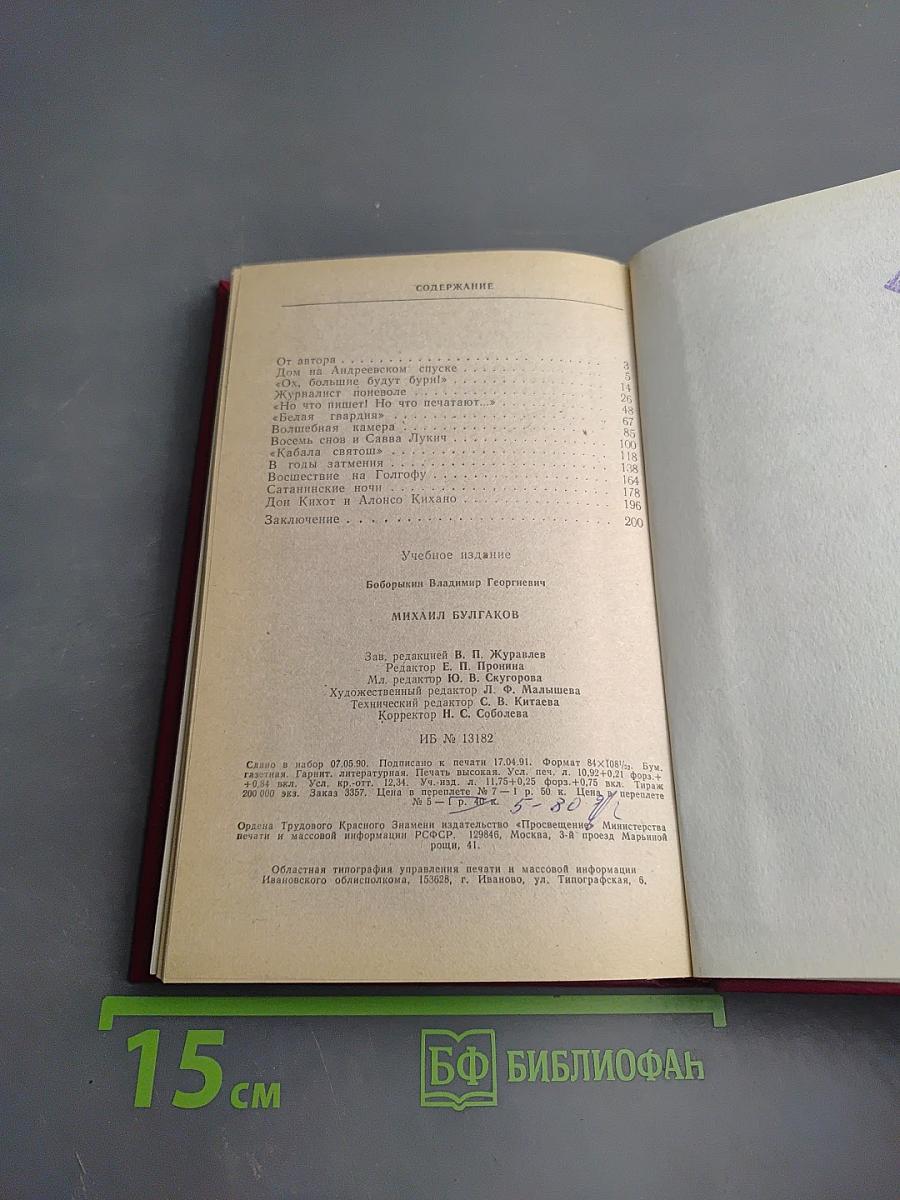 СОДЕРЖАНИЕ
От автора . . . . . . . . . . . . . . . . . . . . . . . . 3
Дом на Андреевском спуске . . . . . . . . . . . . . . . 5
«Ох, большие будут бури!» . . . . . . . . . . . . . . . 14
Журналист поневоле . . . . . . . . . . . . . . . . . . 26
«Но что пишет! Но что печатают...» . . . . . . . . . . 48
«Белая гвардия» . . . . . . . . . . . . . . . . . . . . 67
Волшебная камера . . . . . . . . . . . . . . . . . . . 85
Восемь снов и Савва Лукич . . . . . . . . . . . . . . . 100
«Кабала святош» . . . . . . . . . . . . . . . . . . . . 118
В годы затмения . . . . . . . . . . . . . . . . . . . . 138
Восшествие на Голгофу . . . . . . . . . . . . . . . . . 164
Сатанинские ночи . . . . . . . . . . . . . . . . . . . 178
Дон Кихот и Алонсо Кихано . . . . . . . . . . . . . . . 196
Заключение . . . . . . . . . . . . . . . . . . . . . . 200
Учебное издание
Боборыкин Владимир Георгиевич
МИХАИЛ БУЛГАКОВ
Зав. редакцией В. П. Журавлев
Редактор Е. П. Пронина
Мл. редактор Ю. В. Скугорова
Художественный редактор Л. Ф. Малышева
Технический редактор С. В. Китаева
Корректор Н. С. Соболева
ИБ № 13182
Сдано в набор 07.05.90. Подписано к печати 17.04.91. Формат 84×108¹/₃₂. Бум.
газетная. Гарнит. литературная. Печать высокая. Усл. печ. л. 10,92+0,21 форз.+
+0,84 вкл. Усл. кр.-отт. 12,34. Уч.-изд. л. 11,75+0,25 форз.+0,75 вкл. Тираж
200 000 экз. Заказ 3357. Цена в переплете № 7—1 р. 50 к. Цена в переплете
№ 5—1 р. 40 к. 5-80
Ордена Трудового Красного Знамени издательство «Просвещение» Министерства
печати и массовой информации РСФСР. 129846, Москва, 3-й проезд Марьиной
рощи, 41.
Областная типография управления печати и массовой информации
Ивановского облисполкома, 153628, г. Иваново, ул. Типографская, 6.
15 см
БФ БИБЛИОФАН